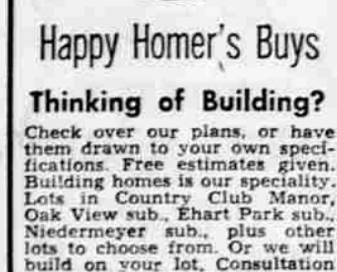 Happy Homer's Buys
Thinking of Building?
Check over our plans, or have
them drawn to your own speci-
fications. Free estimates given.
Building homes is our speciality.
Lots in Country Club Manor,
Oak View sub., Ehart Park sub.,
Niedermeyer sub., plus other
lots to choose from. Or we will
build on your lot, Consultation